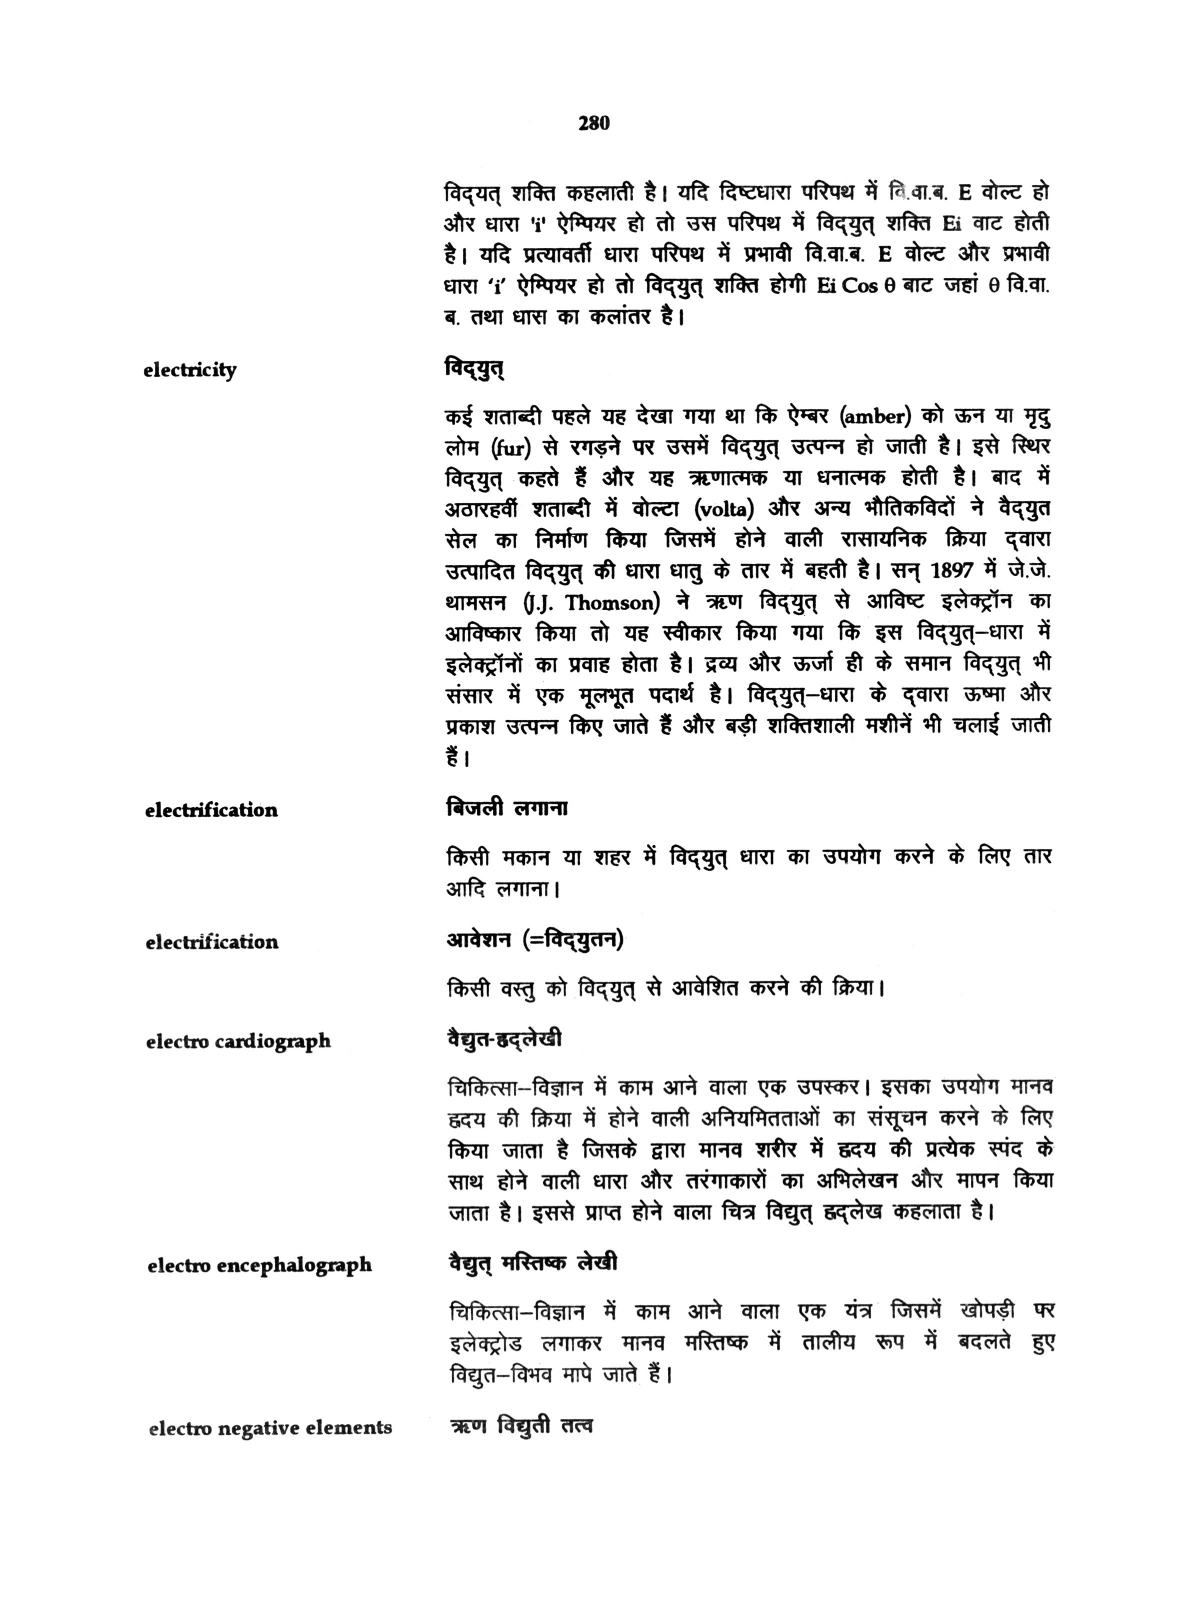 280
विद्यत् शक्ति कहलाती है। यदि दिष्टधारा परिपथ में वि.वा.ब. E वोल्ट हो
और धारा 'i' ऐम्पियर हो तो उस परिपथ में विद्युत् शक्ति Ei वाट होती
है। यदि प्रत्यावर्ती धारा परिपथ में प्रभावी वि.वा.ब. E वोल्ट और प्रभावी
धारा ‘i’ ऐम्पियर हो तो विद्युत् शक्ति होगी Ei Cos θ बाट जहां θ वि.वा.
ब. तथा धास का कलांतर है।
electricity विद्युत्
कई शताब्दी पहले यह देखा गया था कि ऐम्बर (amber) को ऊन या मृदु
लोम (fur) से रगड़ने पर उसमें विद्युत् उत्पन्न हो जाती है। इसे स्थिर
विद्युत् कहते हैं और यह ऋणात्मक या धनात्मक होती है। बाद में
अठारहवीं शताब्दी में वोल्टा (volta) और अन्य भौतिकविदों ने वैद्युत
सेल का निर्माण किया जिसमें होने वाली रासायनिक क्रिया द्वारा
उत्पादित विद्युत् की धारा धातु के तार में बहती है। सन् 1897 में जे.जे.
थामसन (J.J. Thomson) ने ऋण विद्युत् से आविष्ट इलेक्ट्रॉन का
आविष्कार किया तो यह स्वीकार किया गया कि इस विद्युत्–धारा में
इलेक्ट्रॉनों का प्रवाह होता है। द्रव्य और ऊर्जा ही के समान विद्युत् भी
संसार में एक मूलभूत पदार्थ है। विद्युत्–धारा के द्वारा ऊष्मा और
प्रकाश उत्पन्न किए जाते हैं और बड़ी शक्तिशाली मशीनें भी चलाई जाती
हैं।
electrification बिजली लगाना
किसी मकान या शहर में विद्युत् धारा का उपयोग करने के लिए तार
आदि लगाना।
electrification आवेशन (=विद्युतन)
किसी वस्तु को विद्युत् से आवेशित करने की क्रिया।
electro cardiograph वैद्युत-हृद्लेखी
चिकित्सा–विज्ञान में काम आने वाला एक उपस्कर। इसका उपयोग मानव
हृदय की क्रिया में होने वाली अनियमितताओं का संसूचन करने के लिए
किया जाता है जिसके द्वारा मानव शरीर में हृदय की प्रत्येक स्पंद के
साथ होने वाली धारा और तरंगाकारों का अभिलेखन और मापन किया
जाता है। इससे प्राप्त होने वाला चित्र विद्युत् हृद्लेख कहलाता है।
electro encephalograph वैद्युत् मस्तिष्क लेखी
चिकित्सा–विज्ञान में काम आने वाला एक यंत्र जिसमें खोपड़ी पर
इलेक्ट्रोड लगाकर मानव मस्तिष्क में तालीय रूप में बदलते हुए
विद्युत–विभव मापे जाते हैं।
electro negative elements ऋण विद्युती तत्व